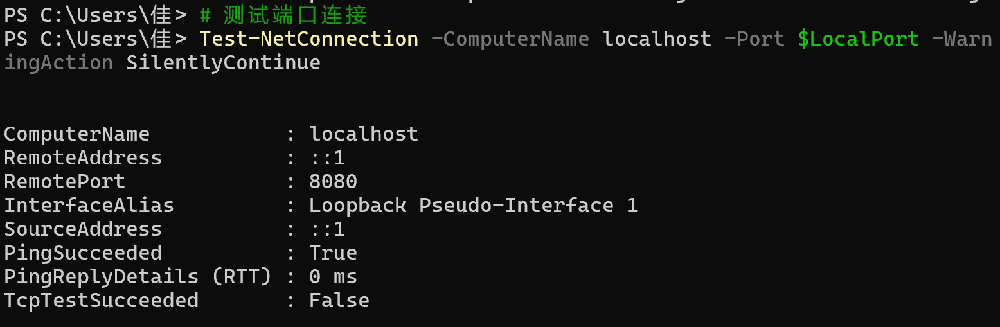 PS C:\Users\佳> # 测试端口连接
PS C:\Users\佳> Test-NetConnection -ComputerName localhost -Port $LocalPort -Warn
ingAction SilentlyContinue
ComputerName : localhost
RemoteAddress : ::1
RemotePort : 8080
InterfaceAlias : Loopback Pseudo-Interface 1
SourceAddress : ::1
PingSucceeded : True
PingReplyDetails (RTT) : 0 ms
TcpTestSucceeded : False